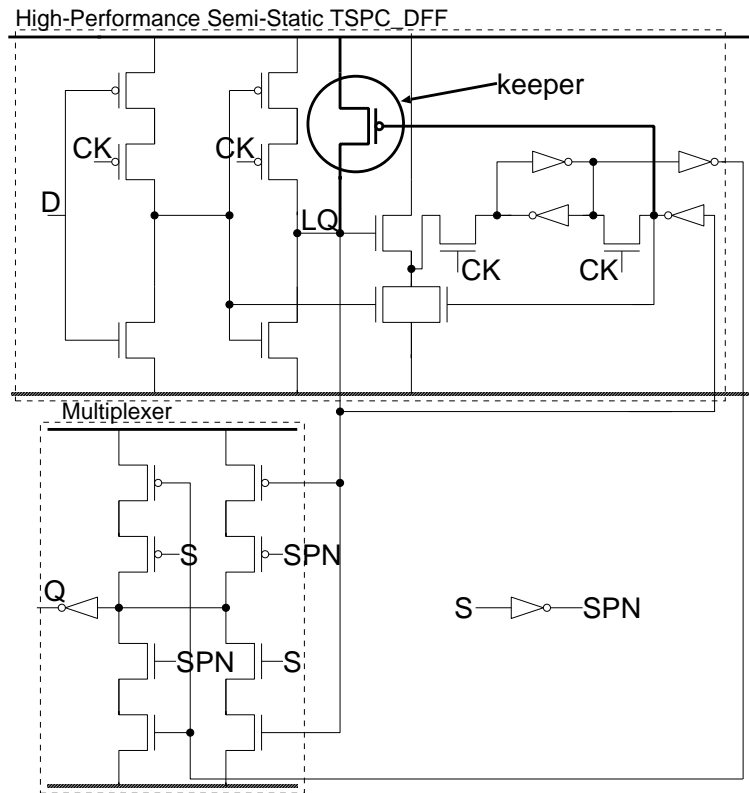 High-Performance Semi-Static TSPC_DFF
keeper
CK
CK
D
LQ
CK
CK
Multiplexer
S
SPN
Q
S
SPN
SPN
S